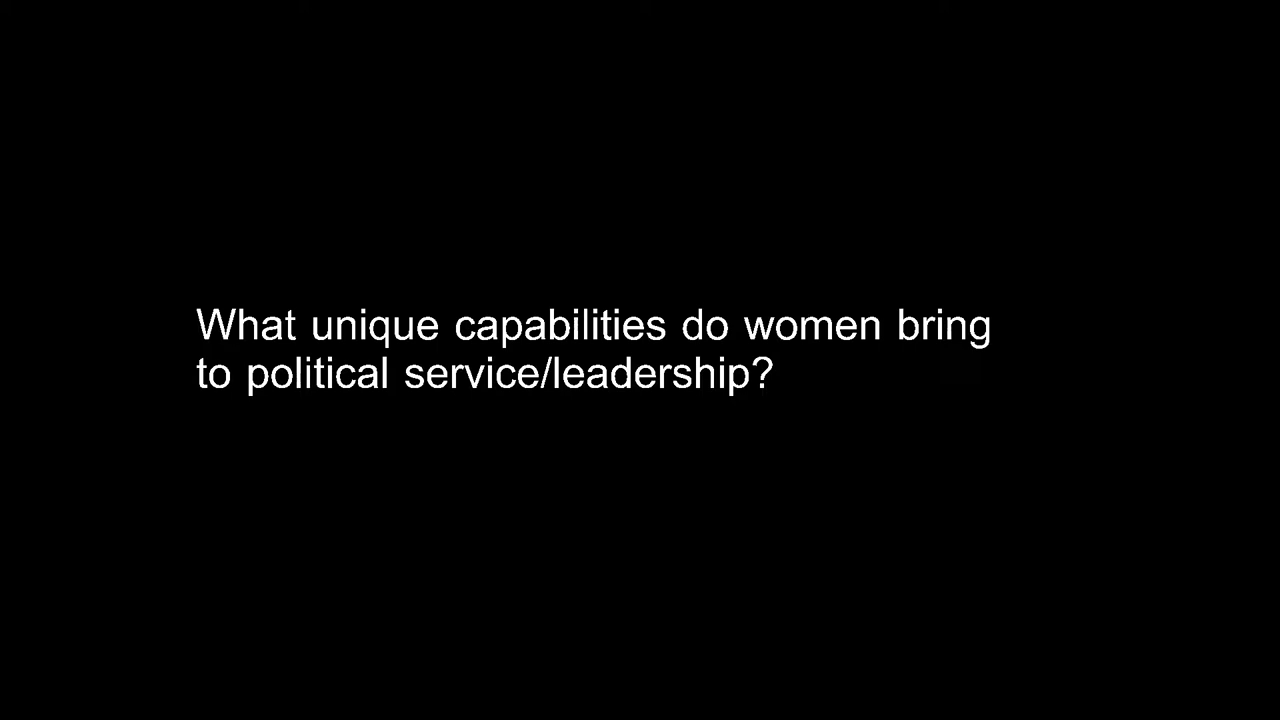 What unique capabilities do women bring
to political service/leadership?